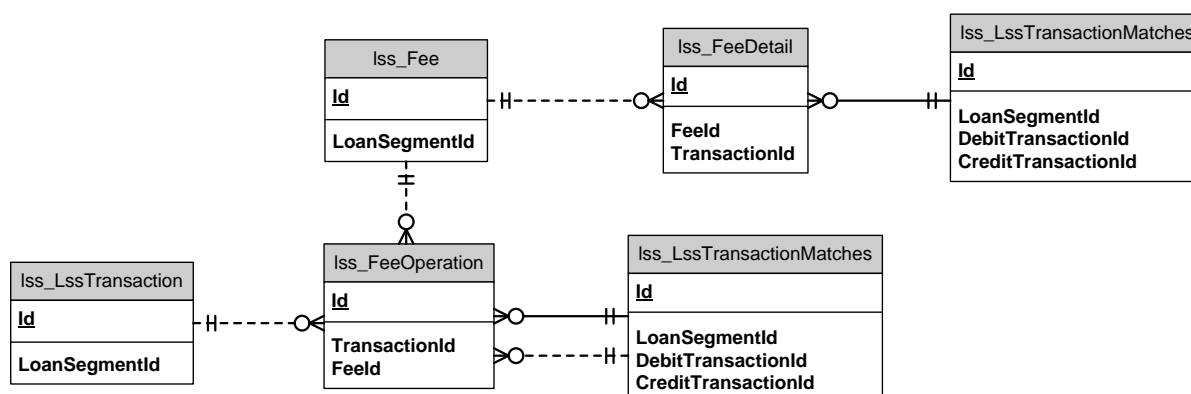 lss_Fee
Id
LoanSegmentId
lss_FeeDetail
Id
FeeId
TransactionId
lss_LssTransactionMatches
Id
LoanSegmentId
DebitTransactionId
CreditTransactionId
lss_LssTransaction
Id
LoanSegmentId
lss_FeeOperation
Id
TransactionId
FeeId
lss_LssTransactionMatches
Id
LoanSegmentId
DebitTransactionId
CreditTransactionId